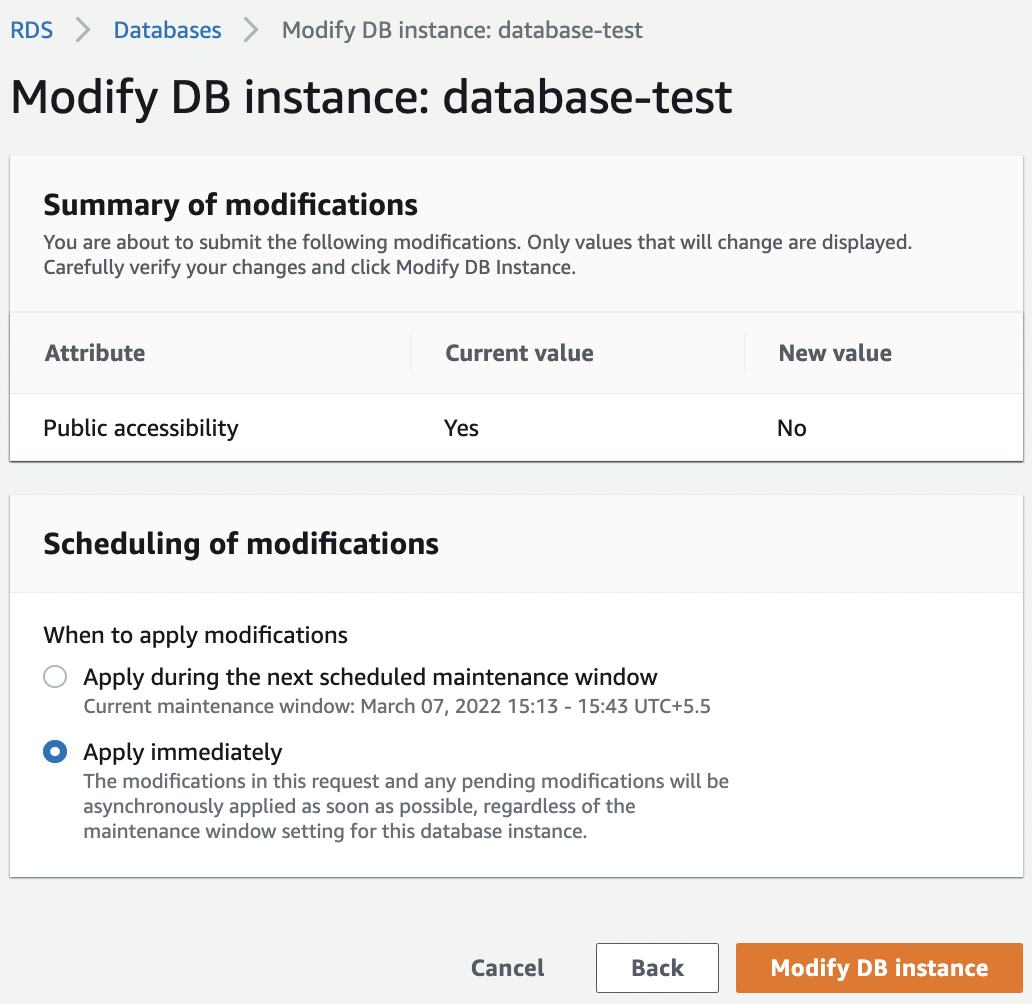 RDS > Databases > Modify DB instance: database-test
Modify DB instance: database-test
Summary of modifications
You are about to submit the following modifications. Only values that will change are displayed.
Carefully verify your changes and click Modify DB Instance.
Attribute Current value New value
Public accessibility Yes No
Scheduling of modifications
When to apply modifications
Apply during the next scheduled maintenance window
Current maintenance window: March 07, 2022 15:13 - 15:43 UTC+5.5
Apply immediately
The modifications in this request and any pending modifications will be
asynchronously applied as soon as possible, regardless of the
maintenance window setting for this database instance.
Cancel Back Modify DB instance